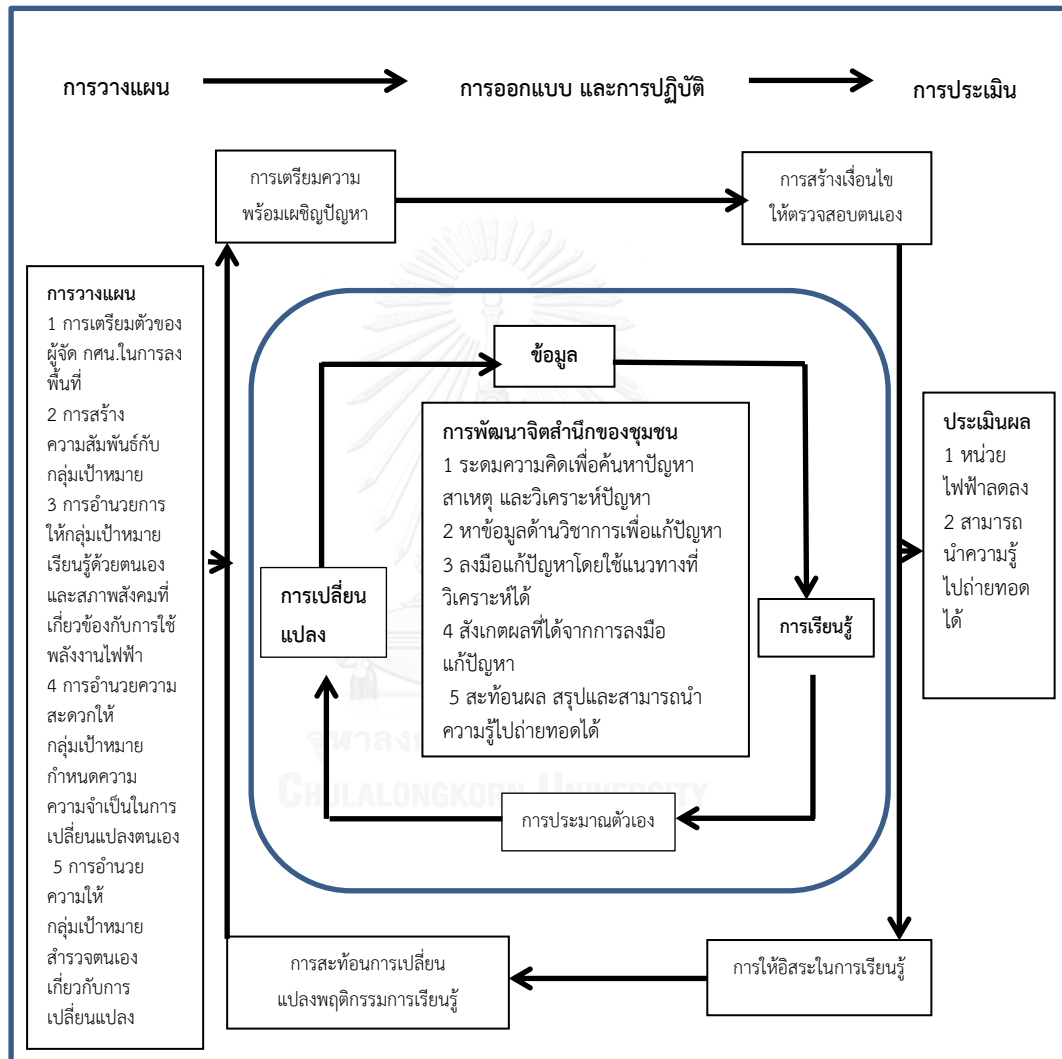 การวางแผน
การออกแบบ และการปฏิบัติ
การประเมิน
การเตรียมความ
พร้อมเผชิญปัญหา
การสร้างเงื่อนไข
ให้ตรวจสอบตนเอง
การวางแผน
1 การเตรียมตัวของ
ผู้จัด กศน.ในการลง
พื้นที่
2 การสร้าง
ความสัมพันธ์กับ
กลุ่มเป้าหมาย
3 การอำนวยการ
ให้กลุ่มเป้าหมาย
เรียนรู้ด้วยตนเอง
และสภาพสังคมที่
เกี่ยวข้องกับการใช้
พลังงานไฟฟ้า
4 การอำนวยความ
สะดวกให้
กลุ่มเป้าหมาย
กำหนดความ
ความจำเป็นในการ
เปลี่ยนแปลงตนเอง
5 การอำนวย
ความให้
กลุ่มเป้าหมาย
สำรวจตนเอง
เกี่ยวกับการ
เปลี่ยนแปลง
ข้อมูล
การพัฒนาจิตสำนึกของชุมชน
1 ระดมความคิดเพื่อค้นหาปัญหา
สาเหตุ และวิเคราะห์ปัญหา
2 หาข้อมูลด้านวิชาการเพื่อแก้ปัญหา
3 ลงมือแก้ปัญหาโดยใช้แนวทางที่
วิเคราะห์ได้
4 สังเกตผลที่ได้จากการลงมือ
แก้ปัญหา
5 สะท้อนผล สรุปและสามารถนำ
ความรู้ไปถ่ายทอดได้
การเปลี่ยน
แปลง
การเรียนรู้
การประมาณตัวเอง
ประเมินผล
1 หน่วย
ไฟฟ้าลดลง
2 สามารถ
นำความรู้
ไปถ่ายทอด
ได้
จุฬาลง
CHULALONGKORN UNIVERSITY
การสะท้อนการเปลี่ยน
แปลงพฤติกรรมการเรียนรู้
การให้อิสระในการเรียนรู้